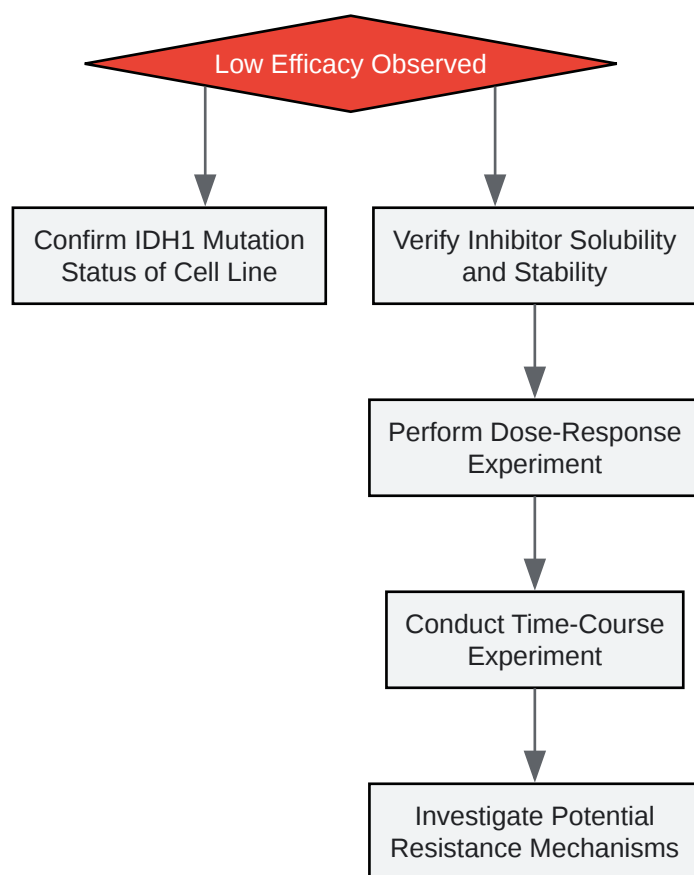 Low Efficacy Observed
Confirm IDH1 Mutation
Status of Cell Line
Verify Inhibitor Solubility
and Stability
Perform Dose-Response
Experiment
Conduct Time-Course
Experiment
Investigate Potential
Resistance Mechanisms